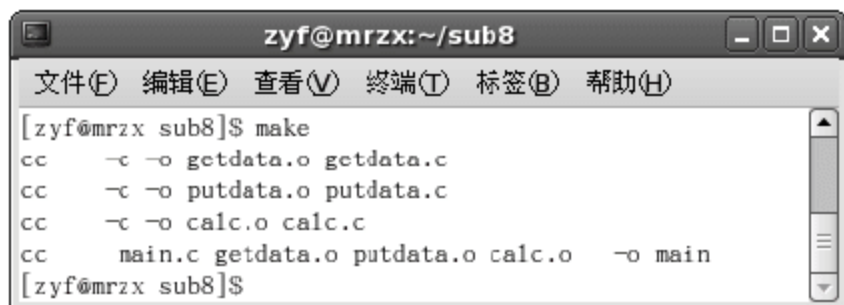 zyf@mrzx:~/sub8
文件(F) 编辑(E) 查看(V) 终端(T) 标签(B) 帮助(H)
[zyf@mrzx sub8]$ make
cc    -c -o getdata.o getdata.c
cc    -c -o putdata.o putdata.c
cc    -c -o calc.o calc.c
cc     main.c getdata.o putdata.o calc.o   -o main
[zyf@mrzx sub8]$